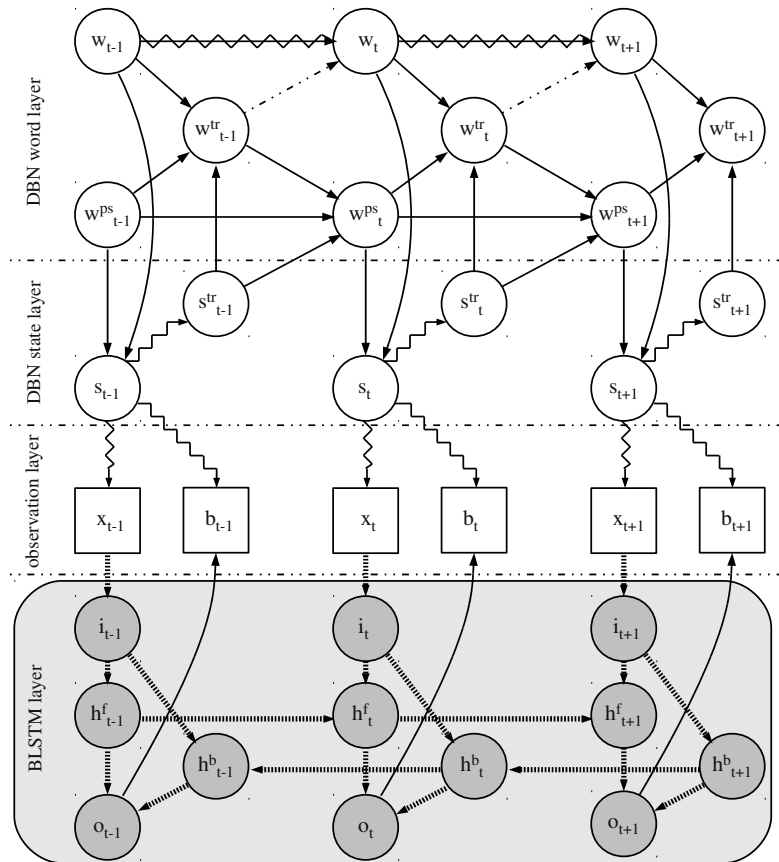 DBN word layer
w_{t-1} w_t w_{t+1}
w^{tr}_{t-1} w^{tr}_t w^{tr}_{t+1}
w^{ps}_{t-1} w^{ps}_t w^{ps}_{t+1}
DBN state layer
s^{tr}_{t-1} s^{tr}_t s^{tr}_{t+1}
s_{t-1} s_t s_{t+1}
observation layer
x_{t-1} b_{t-1} x_t b_t x_{t+1} b_{t+1}
BLSTM layer
i_{t-1} i_t i_{t+1}
h^f_{t-1} h^f_t h^f_{t+1}
h^b_{t-1} h^b_t h^b_{t+1}
o_{t-1} o_t o_{t+1}